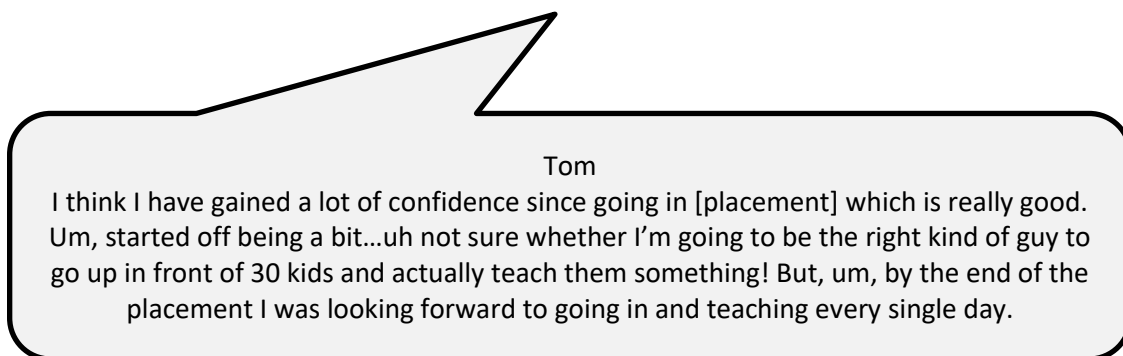 Tom
I think I have gained a lot of confidence since going in [placement] which is really good.
Um, started off being a bit…uh not sure whether I’m going to be the right kind of guy to
go up in front of 30 kids and actually teach them something! But, um, by the end of the
placement I was looking forward to going in and teaching every single day.